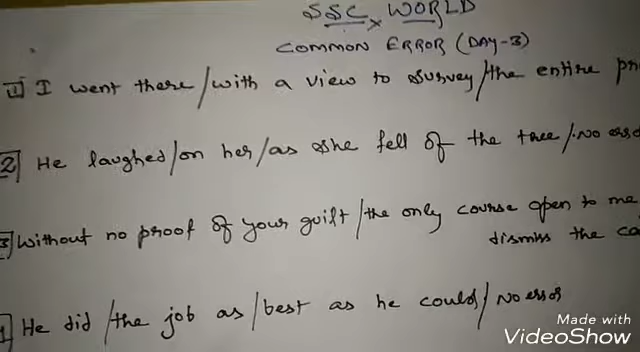 SSC WORLD
COMMON ERROR (DAY-3)
1] I went there/with a view to survey/the entire
2] He laughed/on her/as she fell of the tree/.No
3] Without no proof of your guilt/the only course open to me
dismiss the
He did/the job as/best as he could/No error
Made with
VideoShow